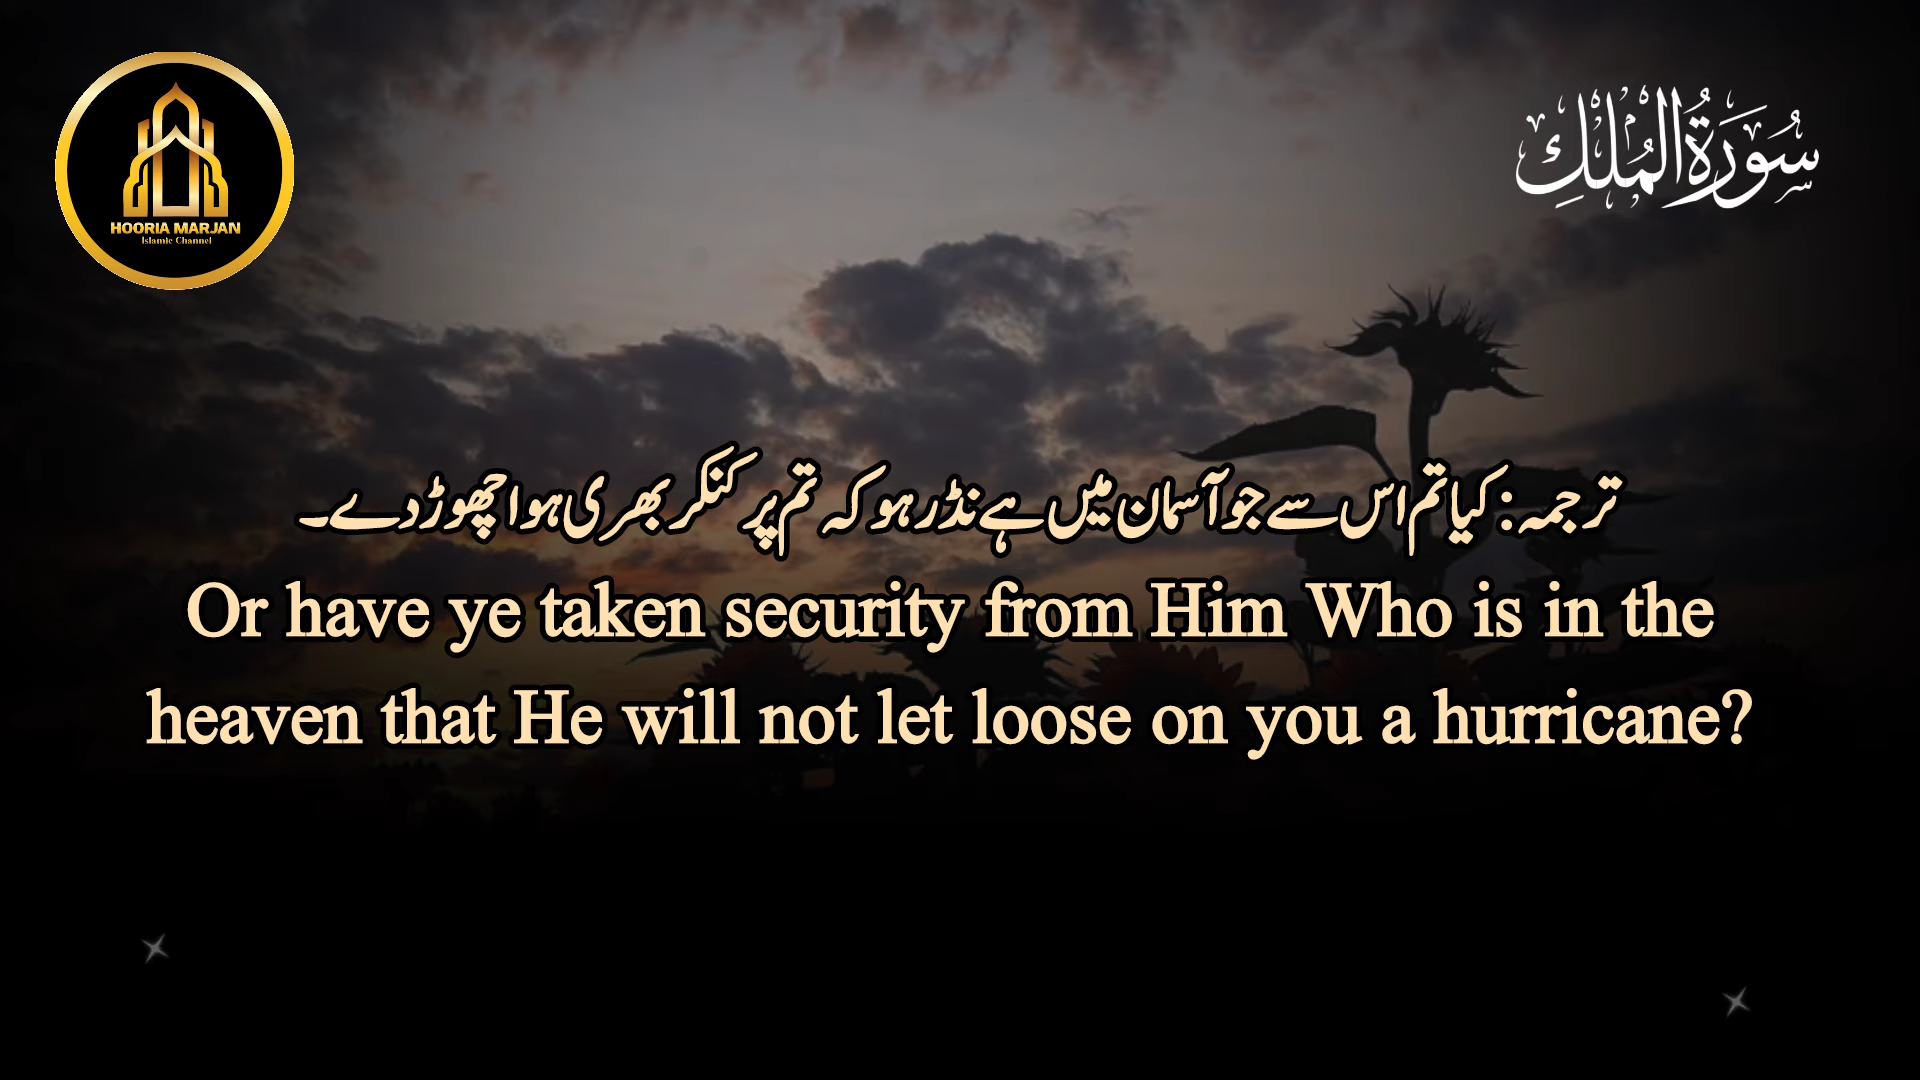 HOORIA MARJAN
Islamic Channel
سُورَةُ الْمُلْكِ
ترجمہ: کیا تم اس سے جو آسمان میں ہے نڈر ہو کہ تم پر کنکر بھری ہوا چھوڑ دے۔
Or have ye taken security from Him Who is in the
heaven that He will not let loose on you a hurricane?